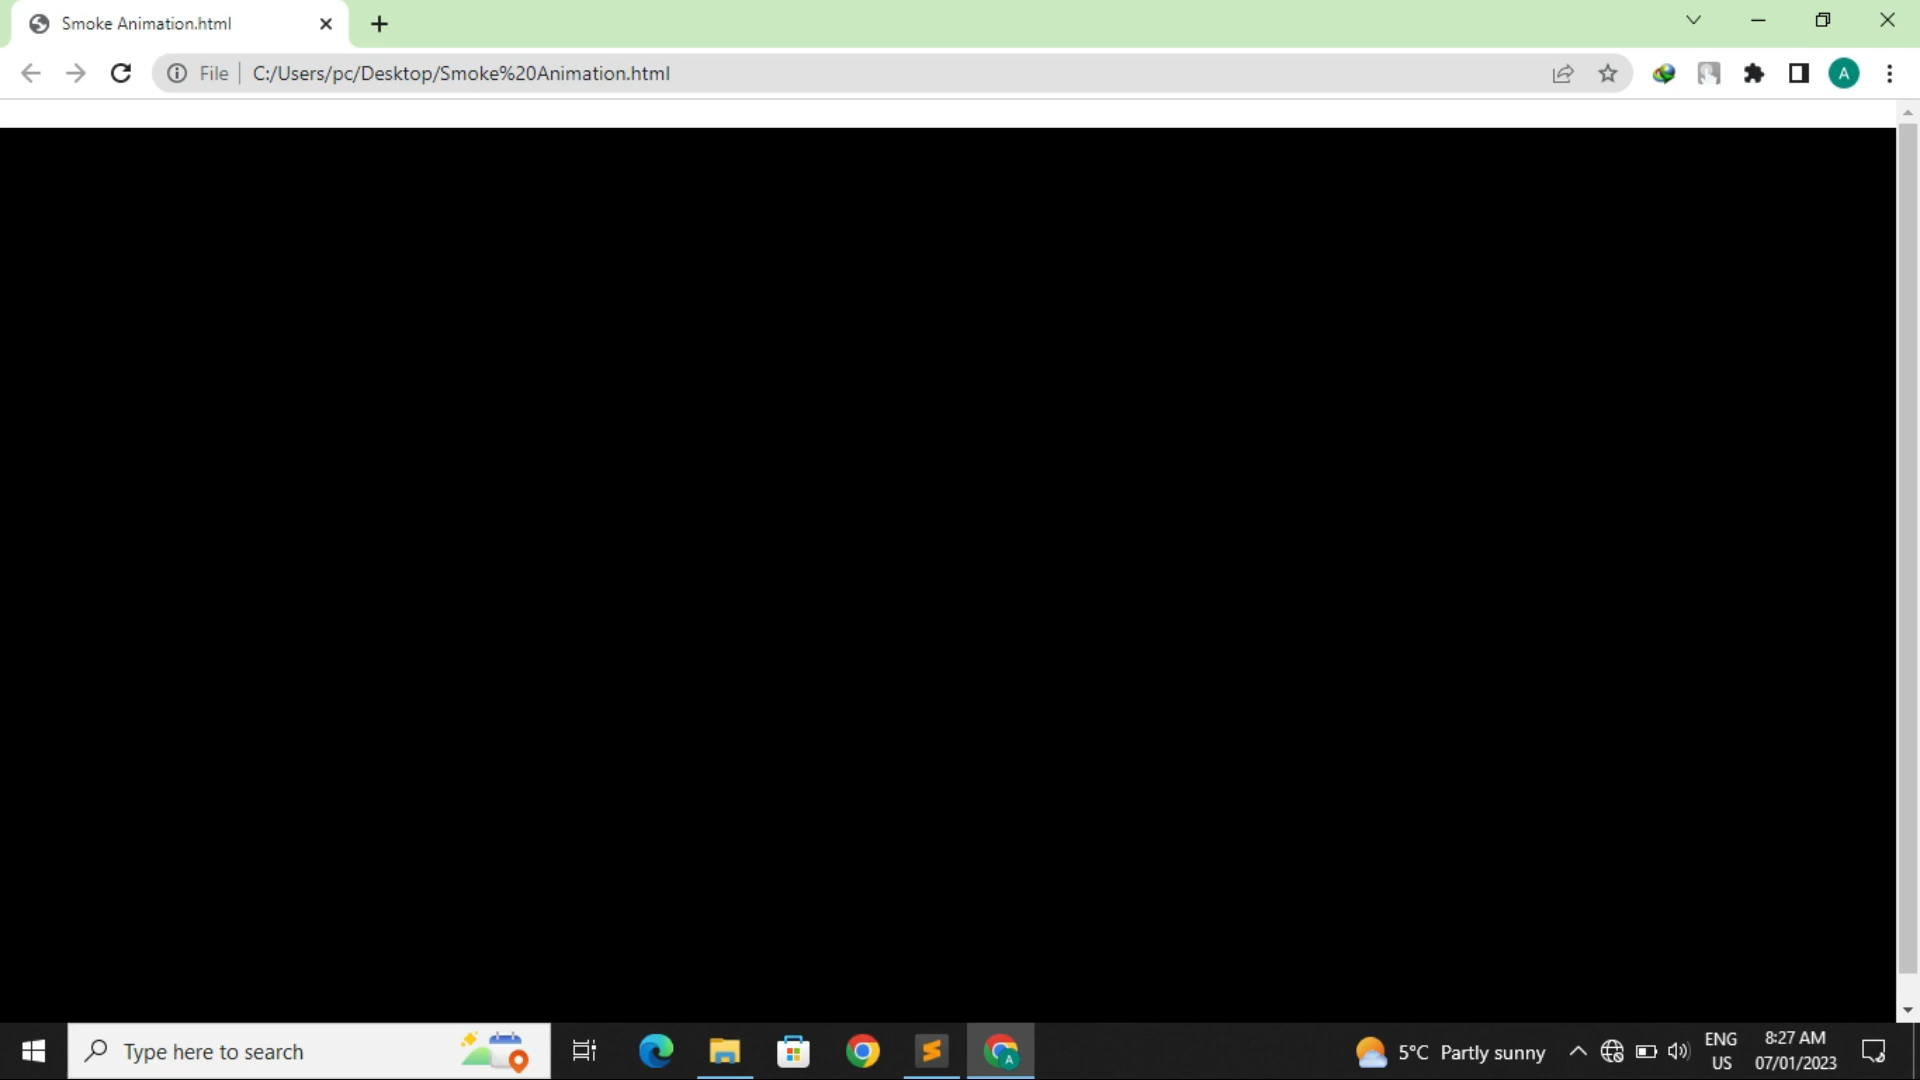 Smoke Animation.html
File
C:/Users/pc/Desktop/Smoke%20Animation.html
A
Type here to search
A
5°C Partly sunny
ENG
US
8:27 AM
07/01/2023